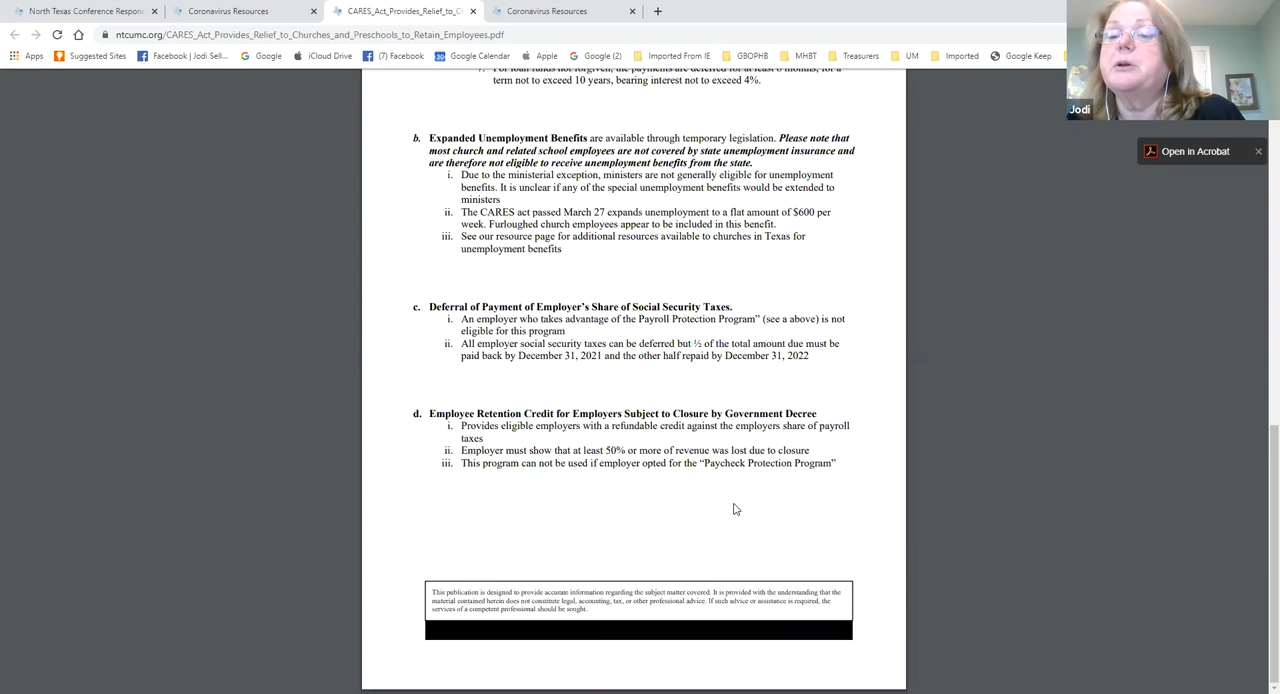 North Texas Conference Respon
Coronavirus Resources
CARES_Act_Provides_Relief_to_C
Coronavirus Resources
ntcumc.org/CARES_Act_Provides_Relief_to_Churches_and_Preschools_to_Retain_Employees.pdf
Apps Suggested Sites Facebook | Jodi Sell... Google iCloud Drive (7) Facebook Google Calendar Apple Google (2) Imported From IE GBOPHB MHBT Treasurers UM Imported Google Keep
Jodi
Open in Acrobat
For loan funds not forgiven, the payments are deferred for at least 6 months, for a
term not to exceed 10 years, bearing interest not to exceed 4%.
b. Expanded Unemployment Benefits are available through temporary legislation. Please note that
most church and related school employees are not covered by state unemployment insurance and
are therefore not eligible to receive unemployment benefits from the state.
i. Due to the ministerial exception, ministers are not generally eligible for unemployment
benefits. It is unclear if any of the special unemployment benefits would be extended to
ministers
ii. The CARES act passed March 27 expands unemployment to a flat amount of $600 per
week. Furloughed church employees appear to be included in this benefit.
iii. See our resource page for additional resources available to churches in Texas for
unemployment benefits
c. Deferral of Payment of Employer's Share of Social Security Taxes.
i. An employer who takes advantage of the Payroll Protection Program" (see a above) is not
eligible for this program
ii. All employer social security taxes can be deferred but ½ of the total amount due must be
paid back by December 31, 2021 and the other half repaid by December 31, 2022
d. Employee Retention Credit for Employers Subject to Closure by Government Decree
i. Provides eligible employers with a refundable credit against the employers share of payroll
taxes
ii. Employer must show that at least 50% or more of revenue was lost due to closure
iii. This program can not be used if employer opted for the "Paycheck Protection Program"
This publication is designed to provide accurate information regarding the subject matter covered. It is provided with the understanding that the
material contained herein does not constitute legal, accounting, tax, or other professional advice. If such advice or assistance is required, the
services of a competent professional should be sought.